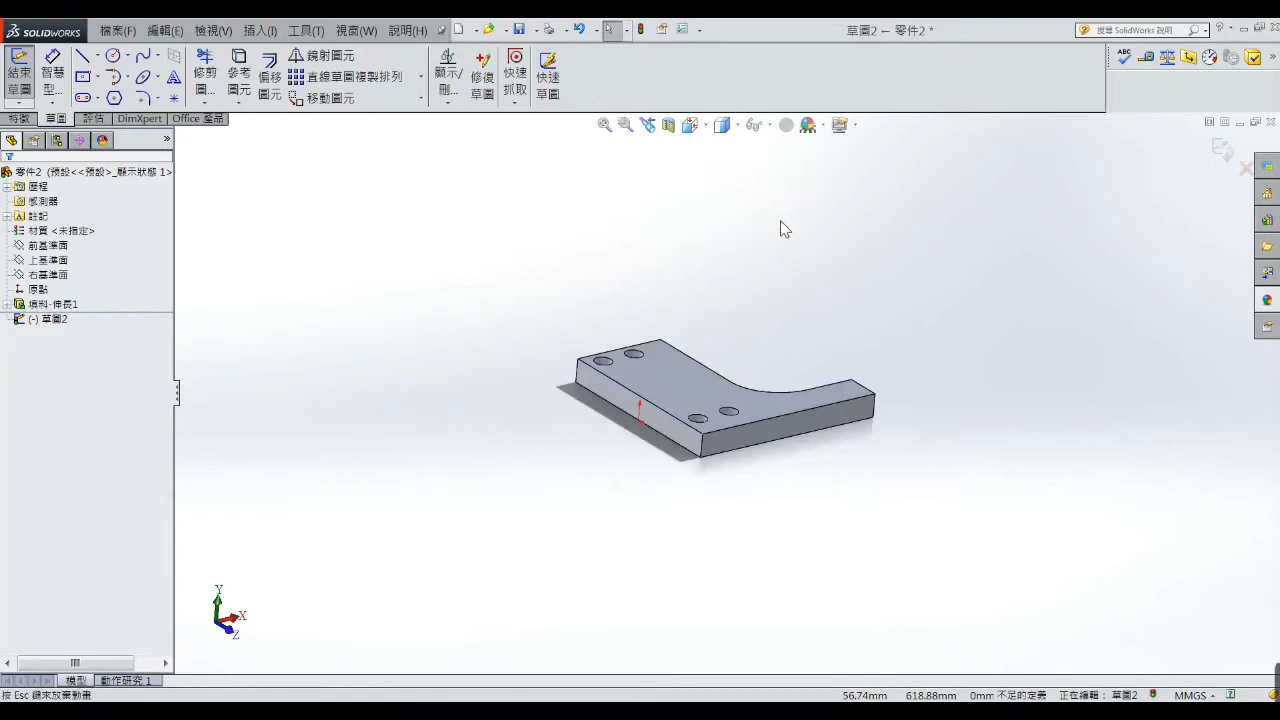 SOLIDWORKS 檔案(F) 編輯(E) 檢視(V) 插入(I) 工具(T) 視窗(W) 說明(H) 草圖2 ← 零件2 * 搜尋 SolidWorks 說明
結束草圖 智慧型... 修剪圖... 參考圖元 偏移圖元 鏡射圖元 顯示/刪... 修復草圖 快速抓取 快速草圖
直線草圖複製排列
移動圖元
特徵 草圖 評估 DimXpert Office 產品
零件2 (預設<<預設>_顯示狀態 1>)
歷程
感測器
註記
材質 <未指定>
前基準面
上基準面
右基準面
原點
填料-伸長1
(-) 草圖2
Y
X
Z
模型 動作研究 1
按 Esc 鍵來放棄動畫 56.74mm 618.88mm 0mm 不足的定義 正在編輯： 草圖2 MMGS